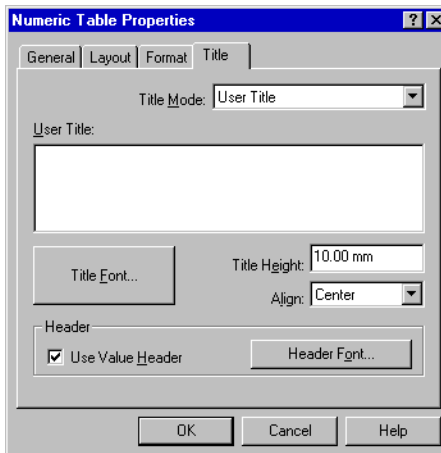 Numeric Table Properties
General Layout Format Title
Title Mode: User Title
User Title:
Title Font...
Title Height: 10.00 mm
Align: Center
Header
Use Value Header
Header Font...
OK Cancel Help